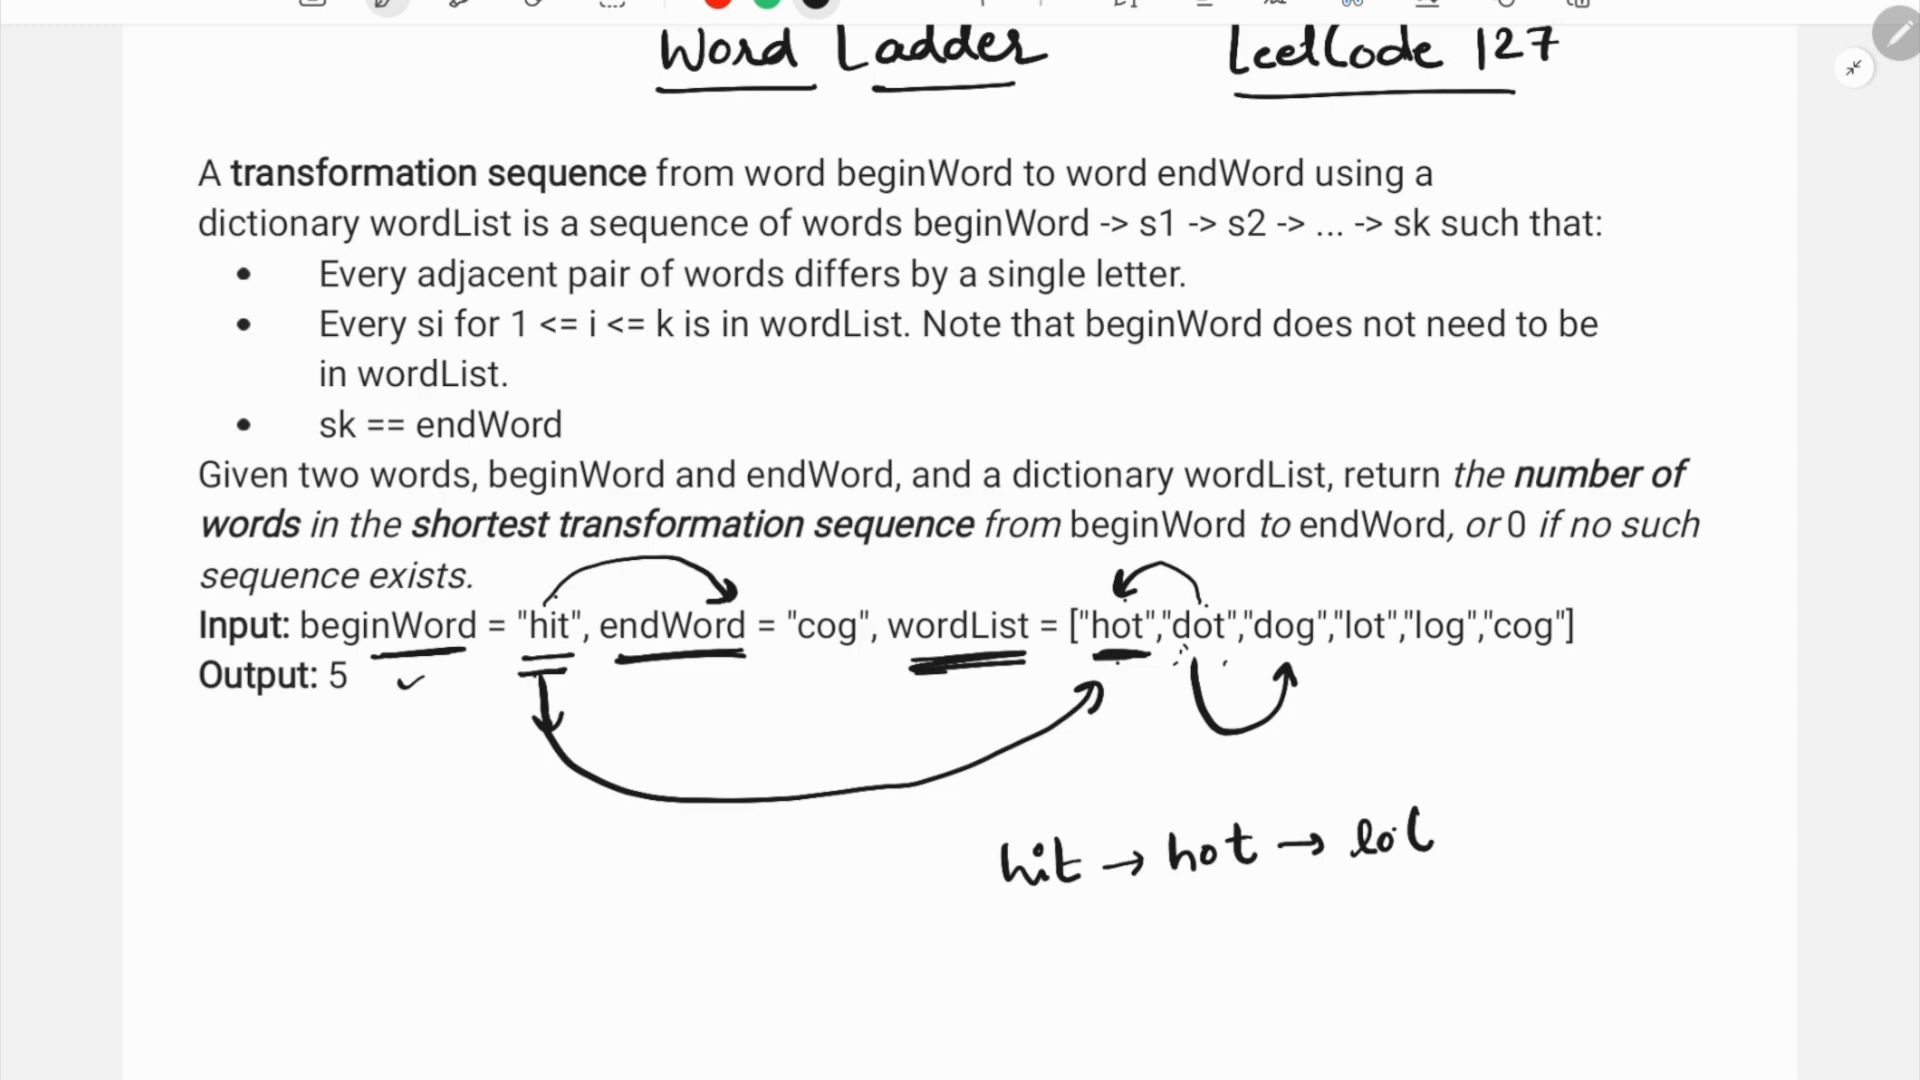 Word Ladder LeetCode 127
A transformation sequence from word beginWord to word endWord using a
dictionary wordList is a sequence of words beginWord -> s1 -> s2 -> ... -> sk such that:
• Every adjacent pair of words differs by a single letter.
• Every si for 1 <= i <= k is in wordList. Note that beginWord does not need to be
in wordList.
• sk == endWord
Given two words, beginWord and endWord, and a dictionary wordList, return the number of
words in the shortest transformation sequence from beginWord to endWord, or 0 if no such
sequence exists.
Input: beginWord = "hit", endWord = "cog", wordList = ["hot","dot","dog","lot","log","cog"]
Output: 5
hit → hot → lot